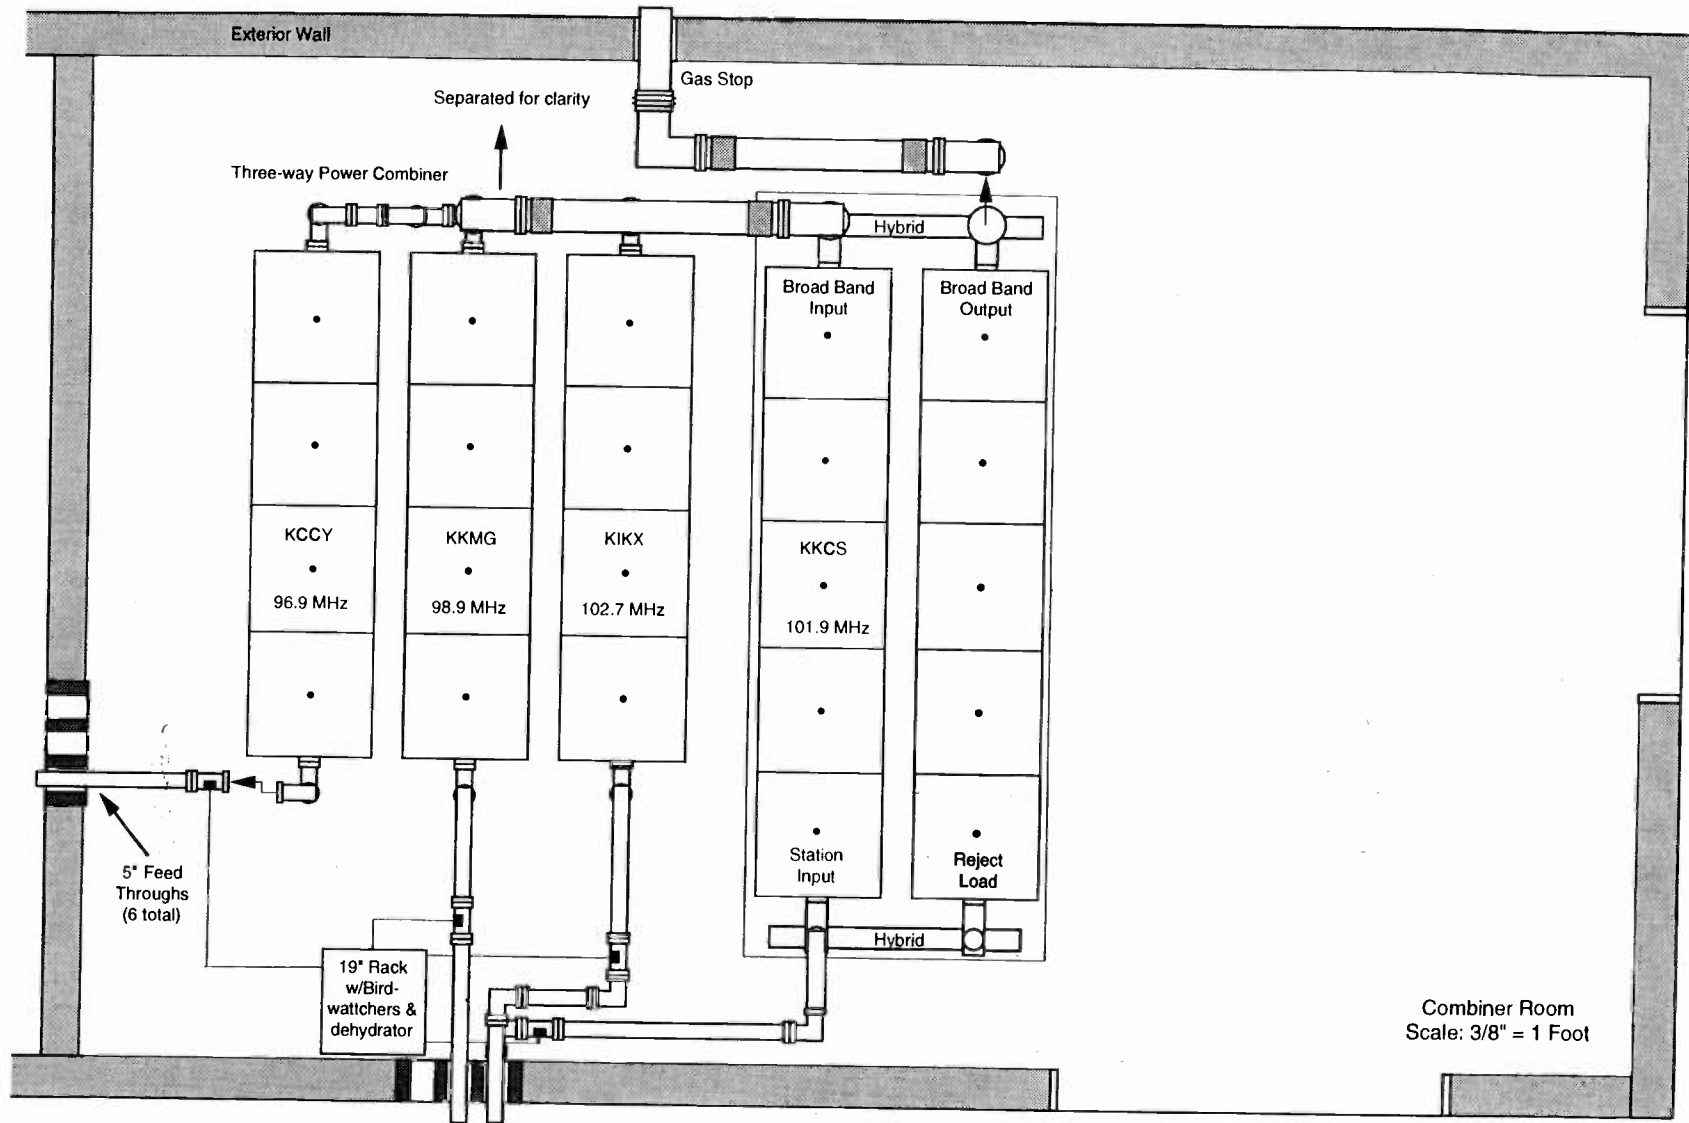 Exterior Wall
Gas Stop
Separated for clarity
Three-way Power Combiner
Hybrid
Broad Band
Input
Broad Band
Output
KCCY
96.9 MHz
KKMG
98.9 MHz
KIKX
102.7 MHz
KKCS
101.9 MHz
5" Feed
Throughs
(6 total)
Station
Input
Reject
Load
Hybrid
19" Rack
w/Bird-
wattchers &
dehydrator
Combiner Room
Scale: 3/8" = 1 Foot